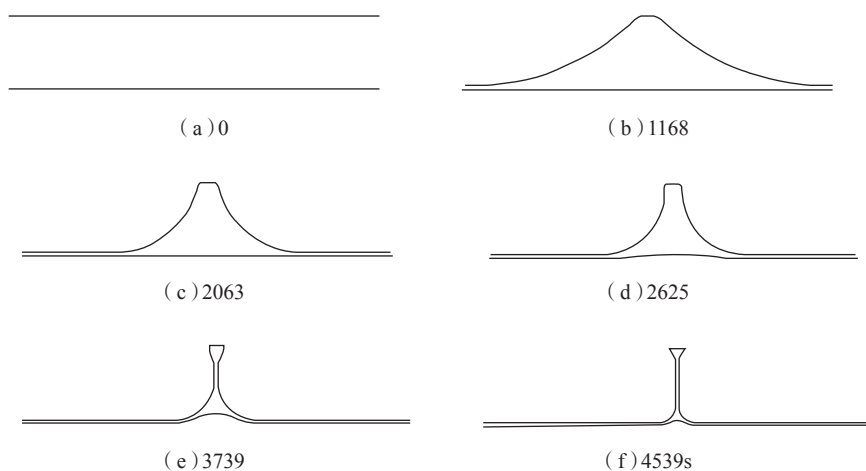 （a）0
（b）1168
（c）2063
（d）2625
（e）3739
（f）4539s